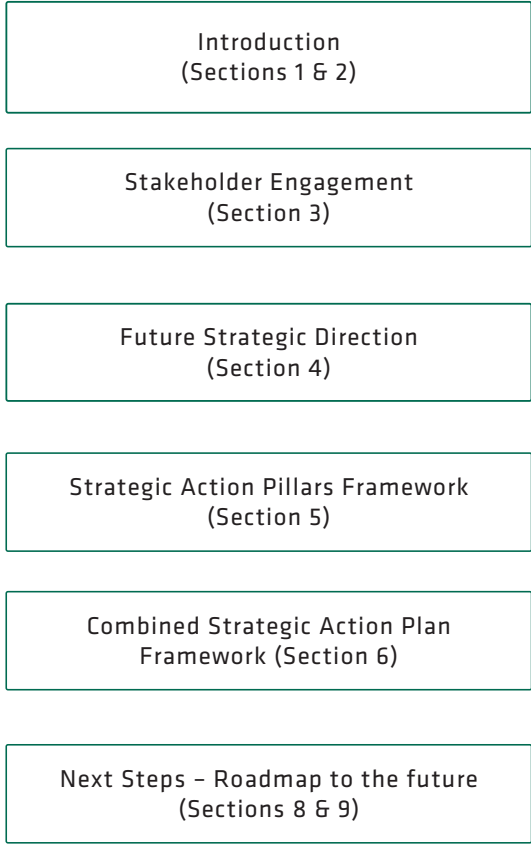 Introduction
(Sections 1 & 2)
Stakeholder Engagement
(Section 3)
Future Strategic Direction
(Section 4)
Strategic Action Pillars Framework
(Section 5)
Combined Strategic Action Plan
Framework (Section 6)
Next Steps – Roadmap to the future
(Sections 8 & 9)